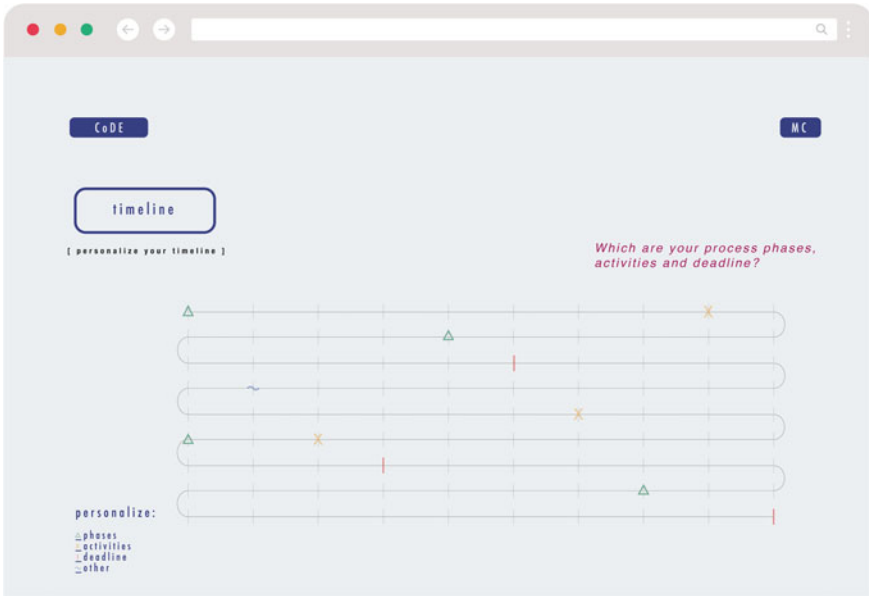 CoDE
MC
timeline
[ personalize your timeline ]
Which are your process phases,
activities and deadline?
personalize:
phases
activities
deadline
other